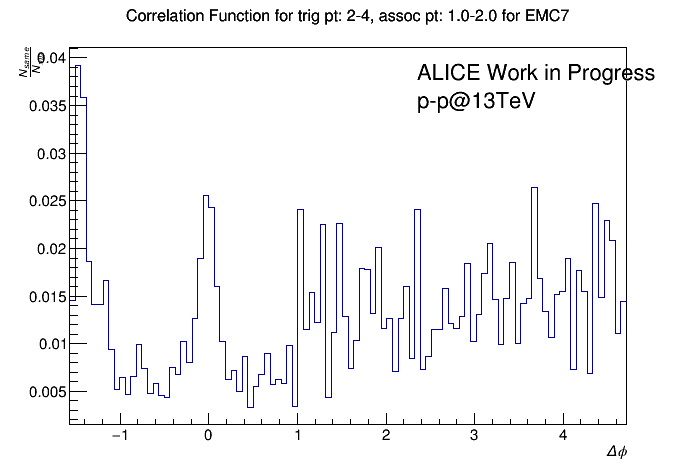 Correlation Function for trig pt: 2-4, assoc pt: 1.0-2.0 for EMC7
N_same
N
ALICE Work in Progress
p-p@13TeV
0.04
0.035
0.03
0.025
0.02
0.015
0.01
0.005
−1 0 1 2 3 4
Δϕ